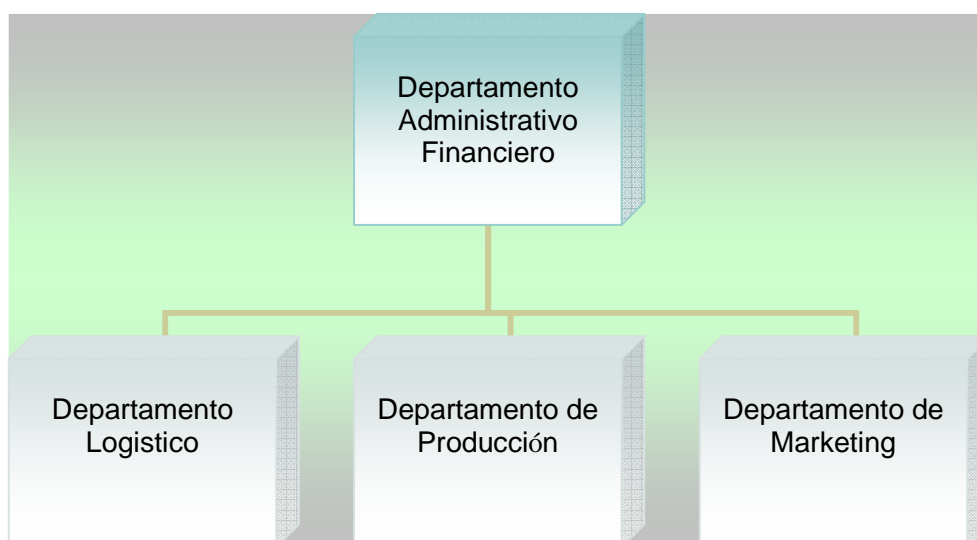 Departamento
Administrativo
Financiero
Departamento
Logistico
Departamento de
Producción
Departamento de
Marketing